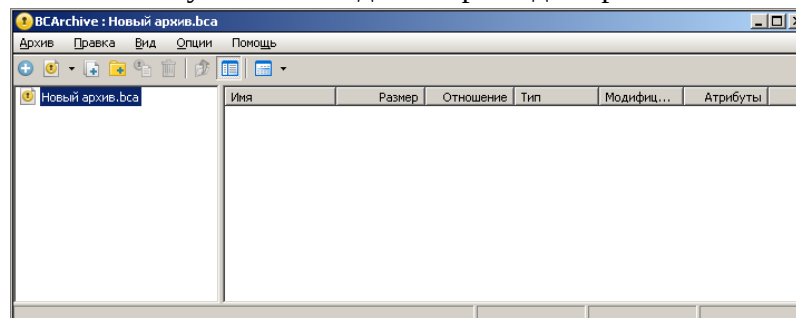 BCArchive : Новый архив.bca
Архив Правка Вид Опции Помощь
Новый архив.bca
Имя Размер Отношение Тип Модифиц... Атрибуты